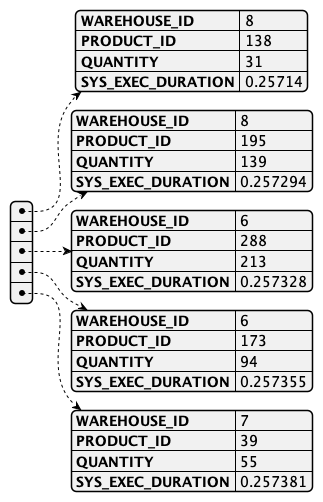 WAREHOUSE_ID 8
PRODUCT_ID 138
QUANTITY 31
SYS_EXEC_DURATION 0.25714
WAREHOUSE_ID 8
PRODUCT_ID 195
QUANTITY 139
SYS_EXEC_DURATION 0.257294
WAREHOUSE_ID 6
PRODUCT_ID 288
QUANTITY 213
SYS_EXEC_DURATION 0.257328
WAREHOUSE_ID 6
PRODUCT_ID 173
QUANTITY 94
SYS_EXEC_DURATION 0.257355
WAREHOUSE_ID 7
PRODUCT_ID 39
QUANTITY 55
SYS_EXEC_DURATION 0.257381